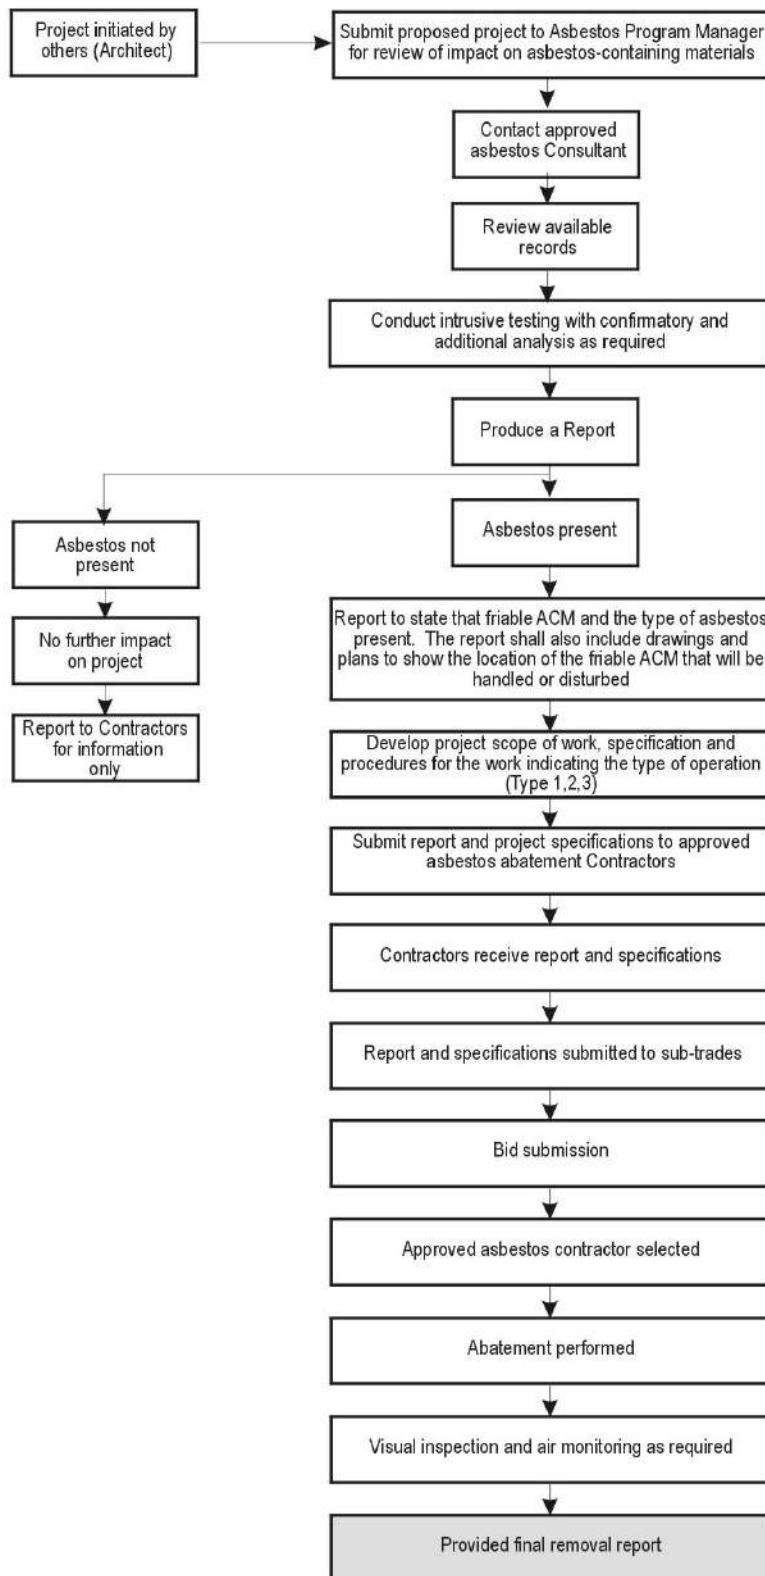 Project initiated by
others (Architect)
Submit proposed project to Asbestos Program Manager
for review of impact on asbestos-containing materials
Contact approved
asbestos Consultant
Review available
records
Conduct intrusive testing with confirmatory and
additional analysis as required
Produce a Report
Asbestos not
present
Asbestos present
No further impact
on project
Report to state that friable ACM and the type of asbestos
present. The report shall also include drawings and
plans to show the location of the friable ACM that will be
handled or disturbed
Report to Contractors
for information
only
Develop project scope of work, specification and
procedures for the work indicating the type of operation
(Type 1,2,3)
Submit report and project specifications to approved
asbestos abatement Contractors
Contractors receive report and specifications
Report and specifications submitted to sub-trades
Bid submission
Approved asbestos contractor selected
Abatement performed
Visual inspection and air monitoring as required
Provided final removal report